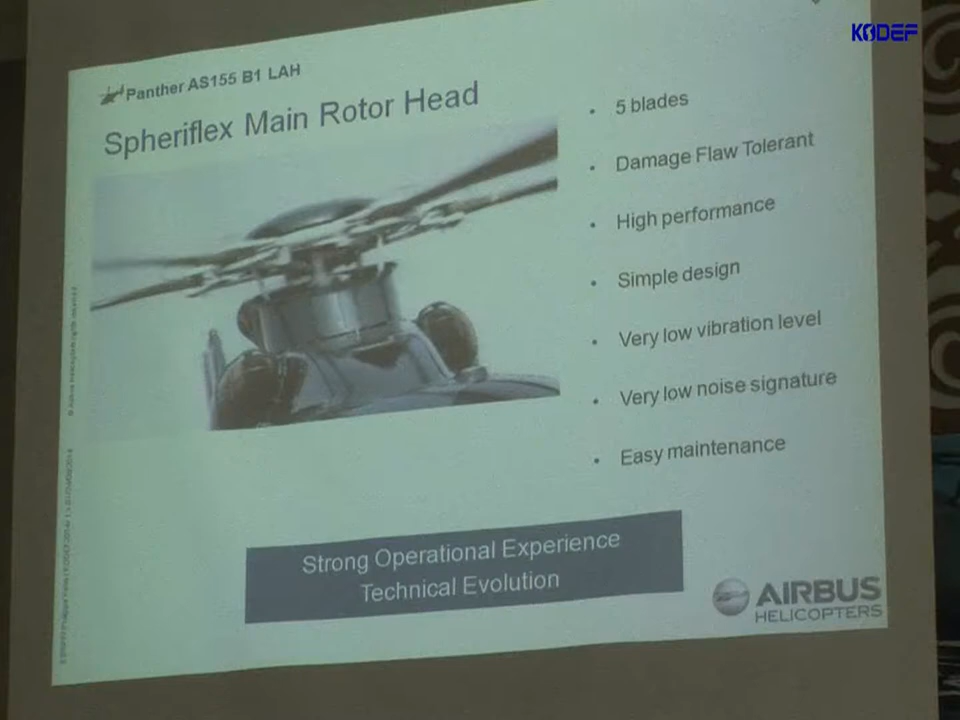 KODEF
Panther AS155 B1 LAH
Spheriflex Main Rotor Head
• 5 blades
• Damage Flaw Tolerant
• High performance
• Simple design
• Very low vibration level
• Very low noise signature
• Easy maintenance
Strong Operational Experience
Technical Evolution
AIRBUS
HELICOPTERS